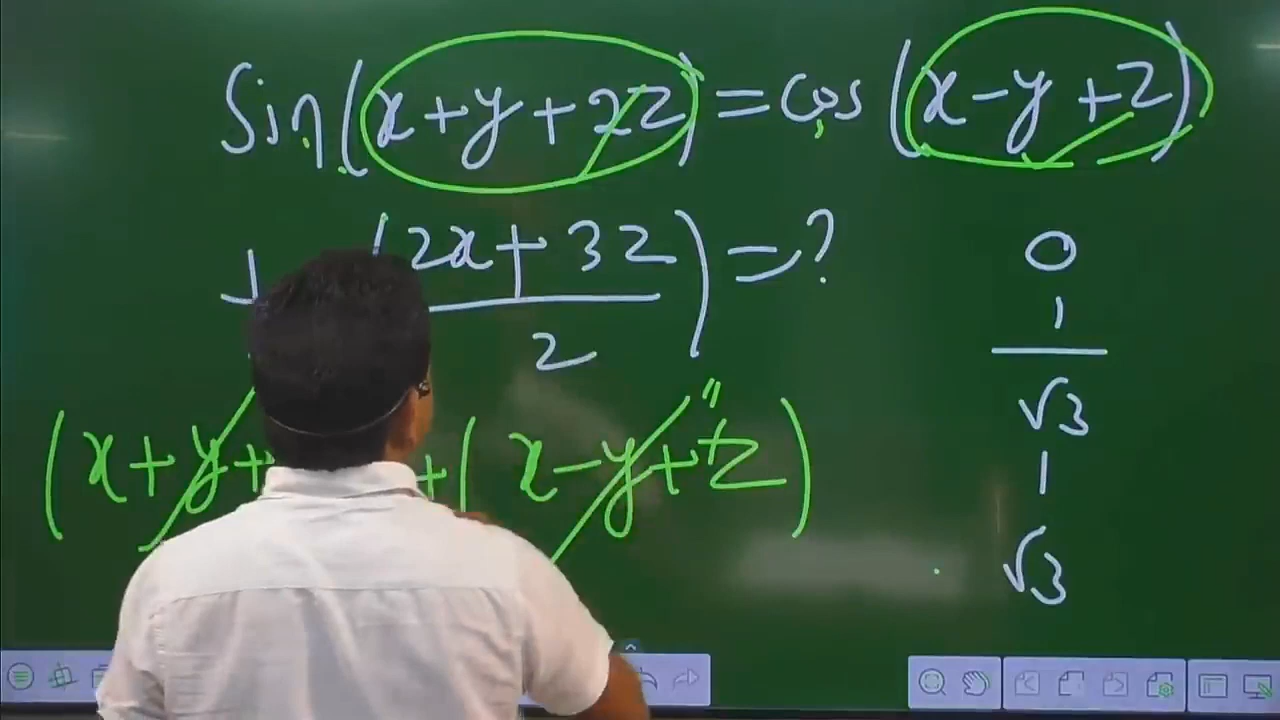 Sin(x+y+2z) = cos (x-y+z)
(2x+3z)/2) = ?
(x+y+ +(x-y+z)
0
1
√3
1
√3